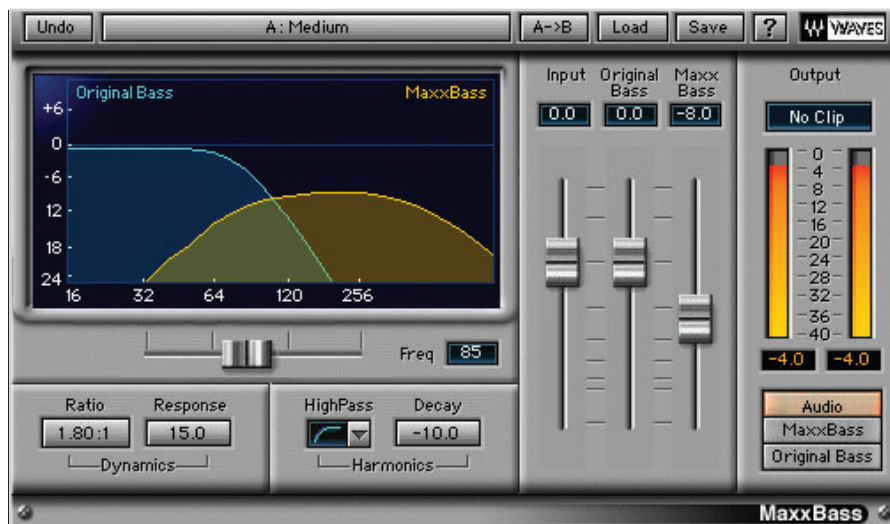 Undo A: Medium A->B Load Save ? WAVES
Original Bass MaxxBass
+6
0
-6
12
18
24
16 32 64 120 256
Freq 85
Ratio Response
1.80:1 15.0
Dynamics
HighPass Decay
-10.0
Harmonics
Input Original Bass Maxx Bass
0.0 0.0 -8.0
Output
No Clip
0
4
8
12
16
20
24
28
32
36
40
-4.0 -4.0
Audio
MaxxBass
Original Bass
MaxxBass